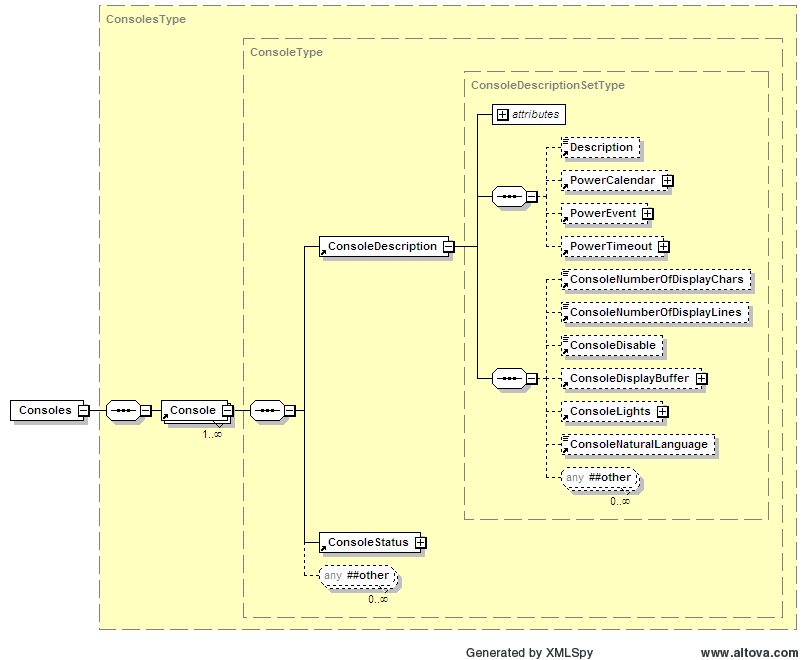 ConsolesType
ConsoleType
ConsoleDescriptionSetType
attributes
Description
PowerCalendar
PowerEvent
PowerTimeout
ConsoleDescription
ConsoleNumberOfDisplayChars
ConsoleNumberOfDisplayLines
ConsoleDisable
ConsoleDisplayBuffer
Consoles
Console
1..∞
ConsoleLights
ConsoleNaturalLanguage
any ##other
0..∞
ConsoleStatus
any ##other
0..∞
Generated by XMLSpy www.altova.com